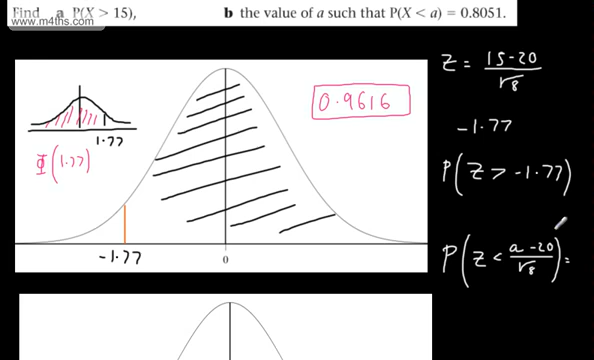 Find a P(X > 15), b the value of a such that P(X < a) = 0.8051.
www.m4ths.com
Z = 15-20 / √8
0.9616
1.77
Φ(1.77)
-1.77
P(Z > -1.77)
P(Z < a-20 / √8) =
-1.77
0